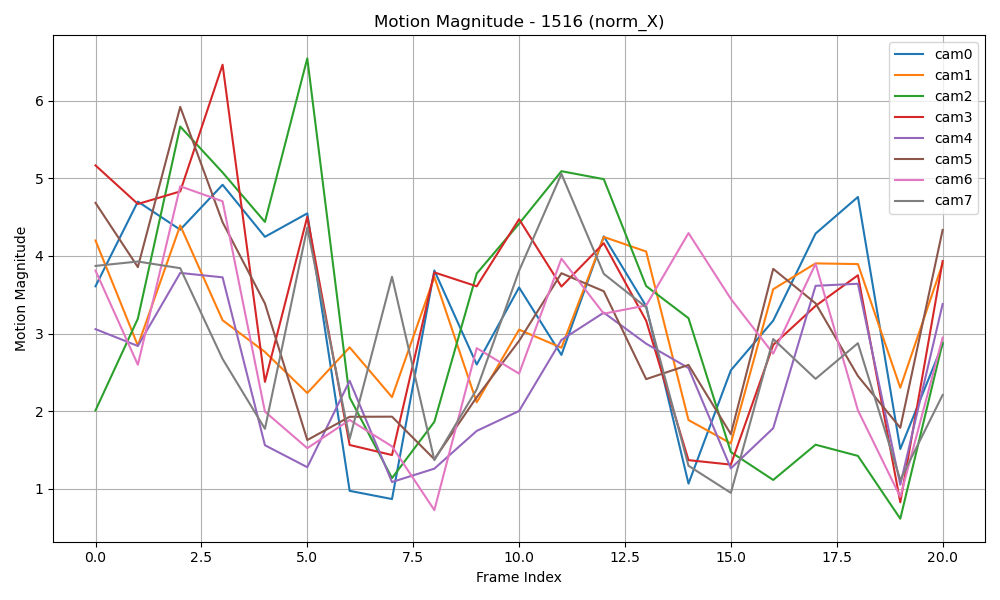 Motion Magnitude - 1516 (norm_X)
cam0
cam1
cam2
cam3
cam4
cam5
cam6
cam7
Motion Magnitude
6
5
4
3
2
1
0.0 2.5 5.0 7.5 10.0 12.5 15.0 17.5 20.0
Frame Index